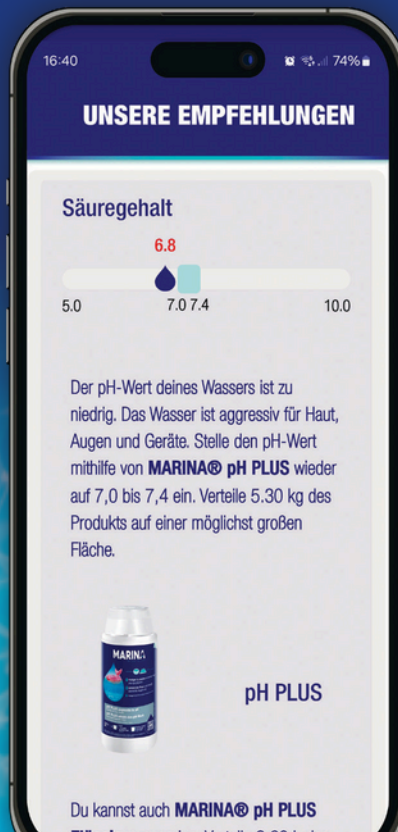 16:40
74%
UNSERE EMPFEHLUNGEN
Säuregehalt
6.8
5.0 7.0 7.4 10.0
Der pH-Wert deines Wassers ist zu
niedrig. Das Wasser ist aggressiv für Haut,
Augen und Geräte. Stelle den pH-Wert
mithilfe von MARINA® pH PLUS wieder
auf 7,0 bis 7,4 ein. Verteile 5.30 kg des
Produkts auf einer möglichst großen
Fläche.
MARINA
pH PLUS
Du kannst auch MARINA® pH PLUS